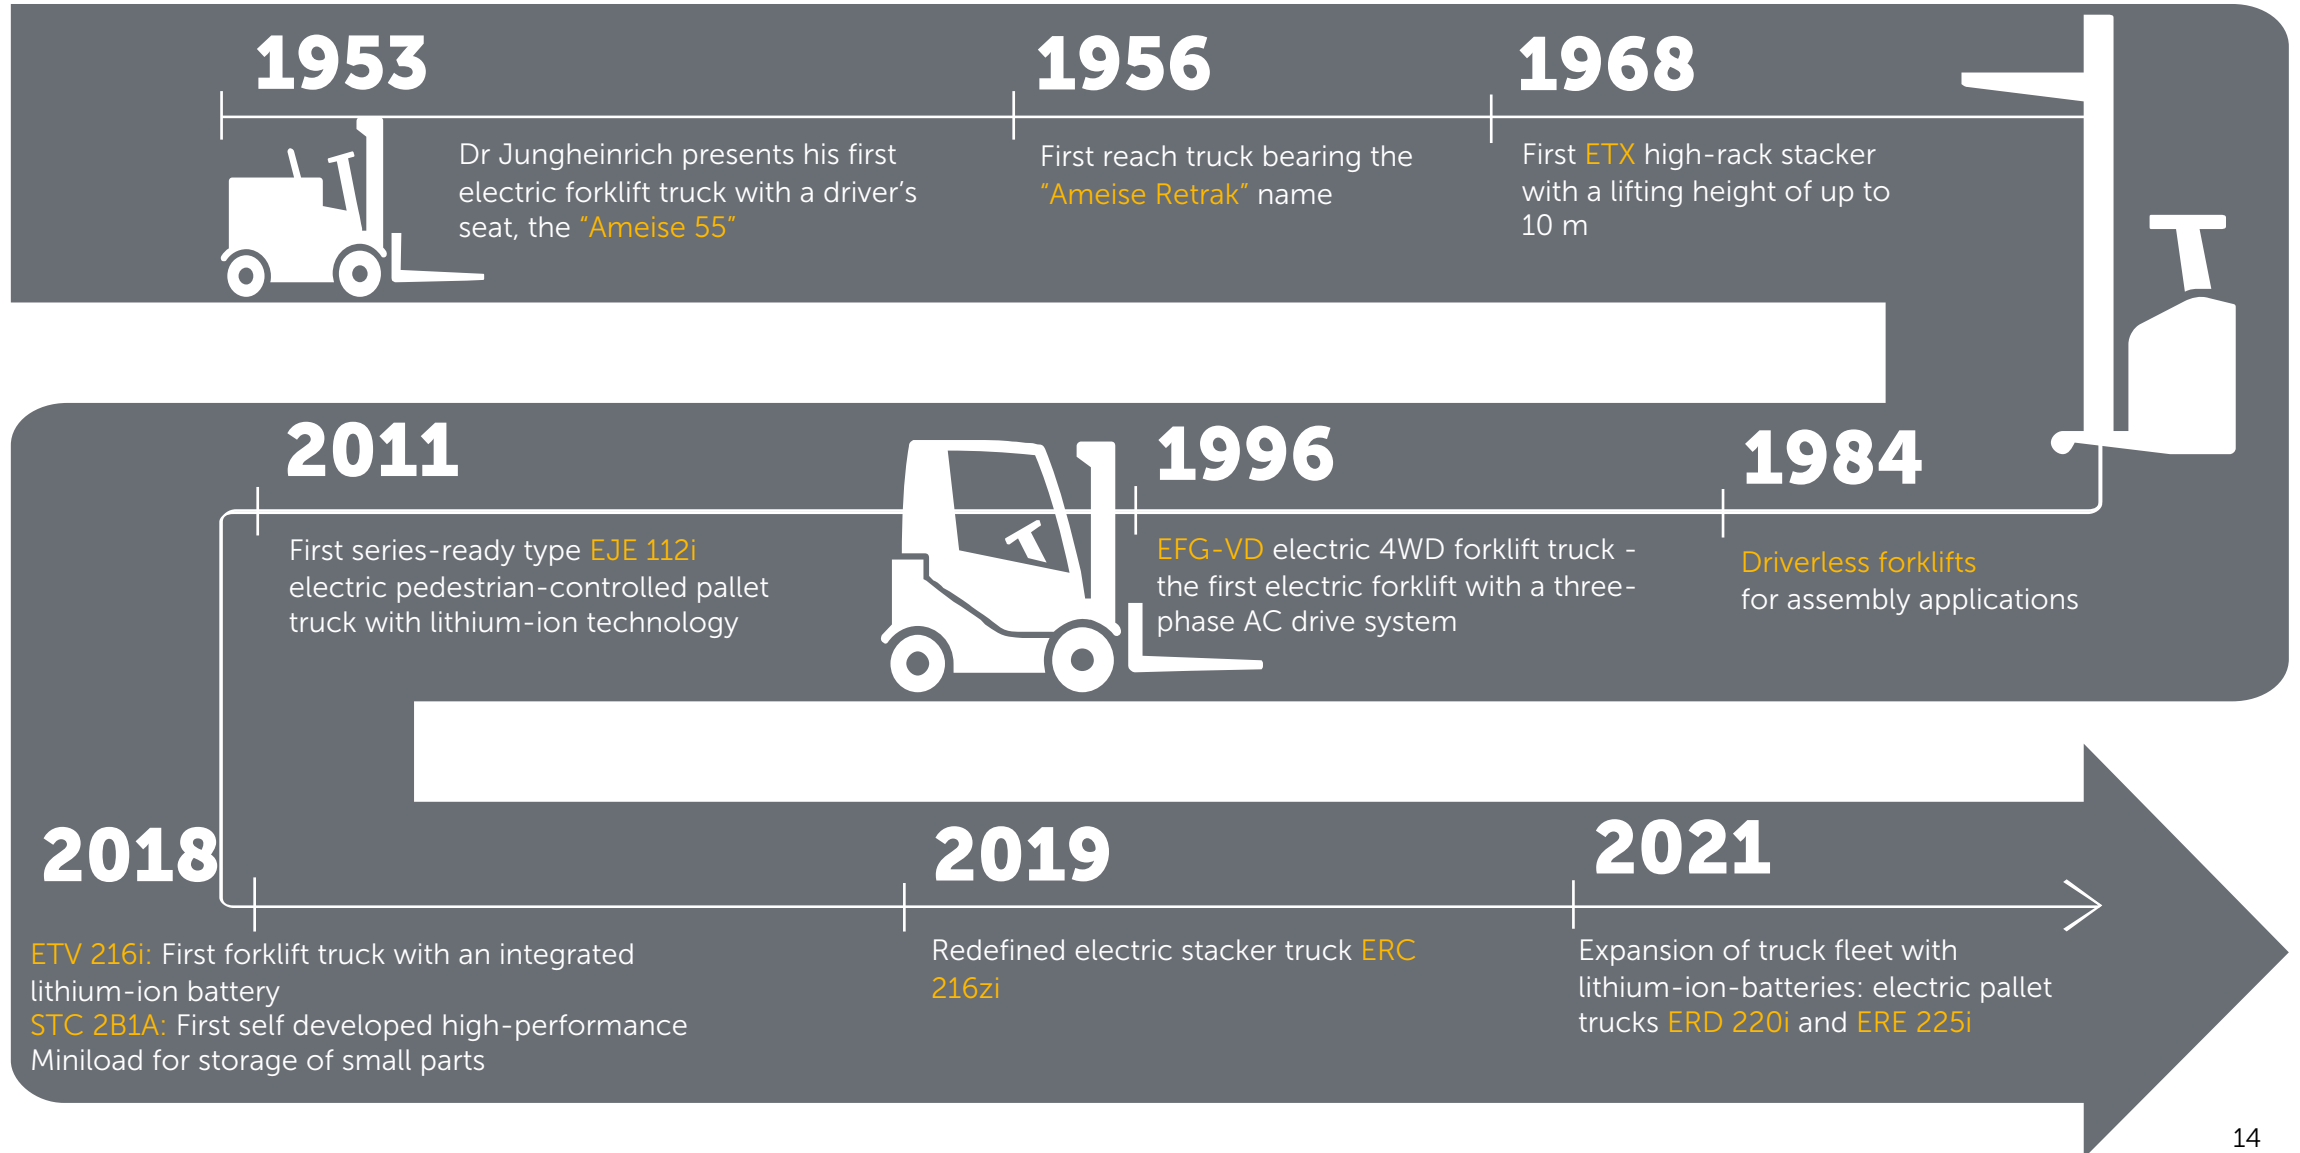 1953
Dr Jungheinrich presents his first
electric forklift truck with a driver’s
seat, the “Ameise 55”
1956
First reach truck bearing the
“Ameise Retrak” name
1968
First ETX high-rack stacker
with a lifting height of up to
10 m
1984
Driverless forklifts
for assembly applications
1996
EFG-VD electric 4WD forklift truck -
the first electric forklift with a three-
phase AC drive system
2011
First series-ready type EJE 112i
electric pedestrian-controlled pallet
truck with lithium-ion technology
2018
ETV 216i: First forklift truck with an integrated
lithium-ion battery
STC 2B1A: First self developed high-performance
Miniload for storage of small parts
2019
Redefined electric stacker truck ERC
216zi
2021
Expansion of truck fleet with
lithium-ion-batteries: electric pallet
trucks ERD 220i and ERE 225i
14